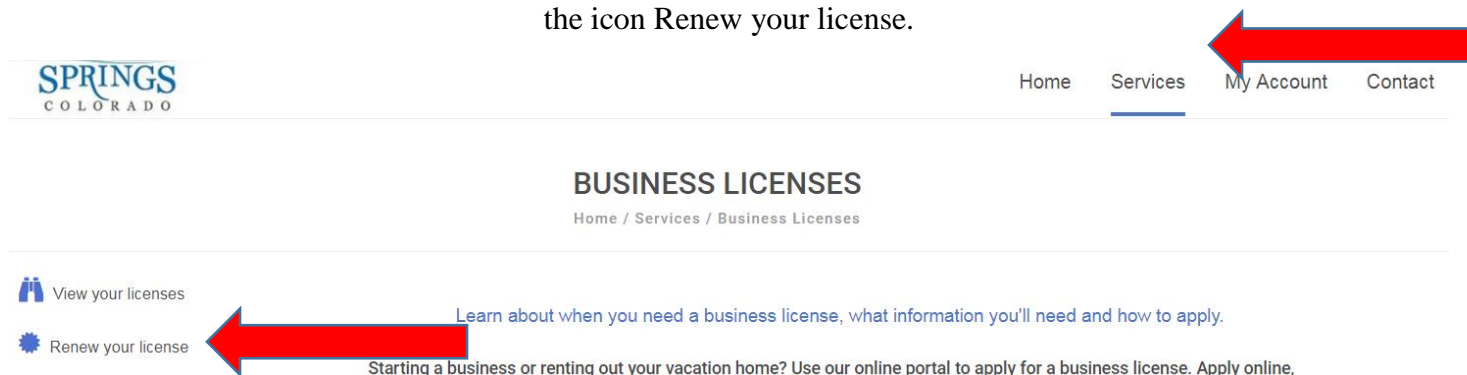 the icon Renew your license.
SPRINGS
COLORADO
Home Services My Account Contact
BUSINESS LICENSES
Home / Services / Business Licenses
View your licenses
Learn about when you need a business license, what information you'll need and how to apply.
Renew your license
Starting a business or renting out your vacation home? Use our online portal to apply for a business license. Apply online,